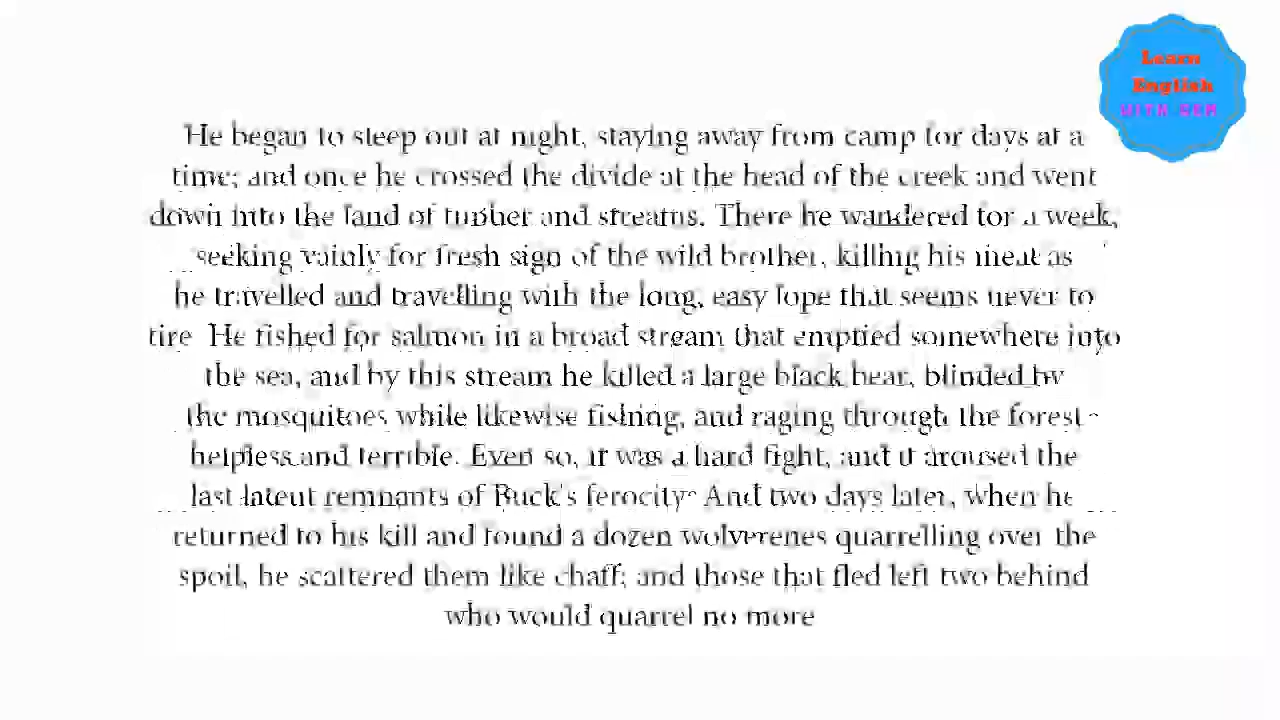 Learn
English
WITH GEM
He began to sleep out at night, staying away from camp for days at a
time; and once he crossed the divide at the head of the creek and went
down into the land of timber and streams. There he wandered for a week,
seeking vainly for fresh sign of the wild brother, killing his meat as
he travelled and travelling with the long, easy lope that seems never to
tire. He fished for salmon in a broad stream that emptied somewhere into
the sea, and by this stream he killed a large black bear, blinded by
the mosquitoes while likewise fishing, and raging through the forest
helpless and terrible. Even so, it was a hard fight, and it aroused the
last latent remnants of Buck's ferocity. And two days later, when he
returned to his kill and found a dozen wolverenes quarrelling over the
spoil, he scattered them like chaff; and those that fled left two behind
who would quarrel no more